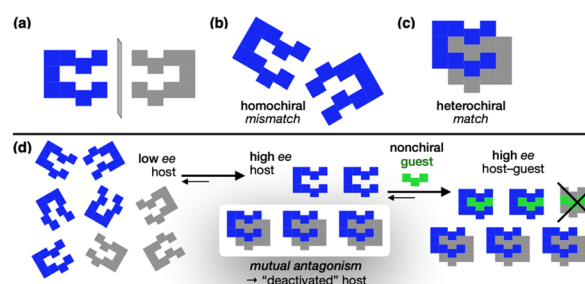 (a)
(b)
(c)
homochiral
mismatch
heterochiral
match
(d)
low ee
host
high ee
host
nonchiral
guest
high ee
host–guest
mutual antagonism
→ “deactivated” host